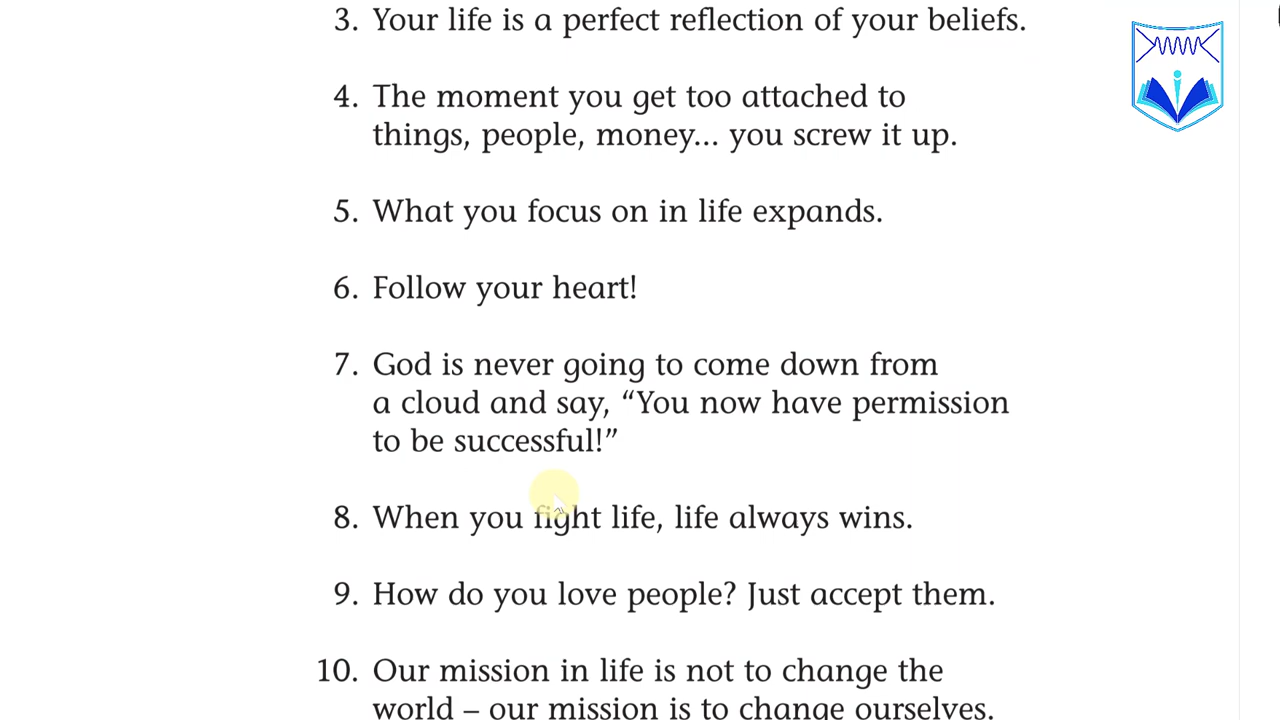 3. Your life is a perfect reflection of your beliefs.
4. The moment you get too attached to
things, people, money... you screw it up.
5. What you focus on in life expands.
6. Follow your heart!
7. God is never going to come down from
a cloud and say, “You now have permission
to be successful!”
8. When you fight life, life always wins.
9. How do you love people? Just accept them.
10. Our mission in life is not to change the
world – our mission is to change ourselves.